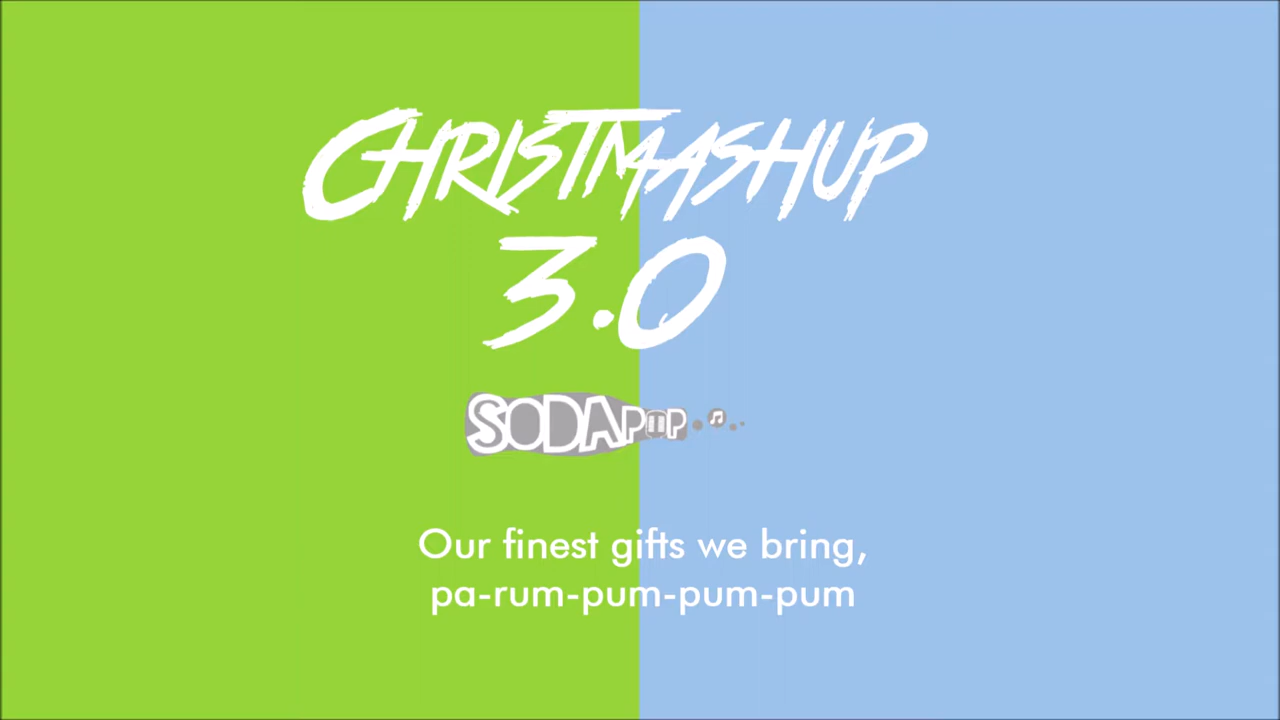 CHRISTMASHUP
3.0
SODAPOP
Our finest gifts we bring,
pa-rum-pum-pum-pum